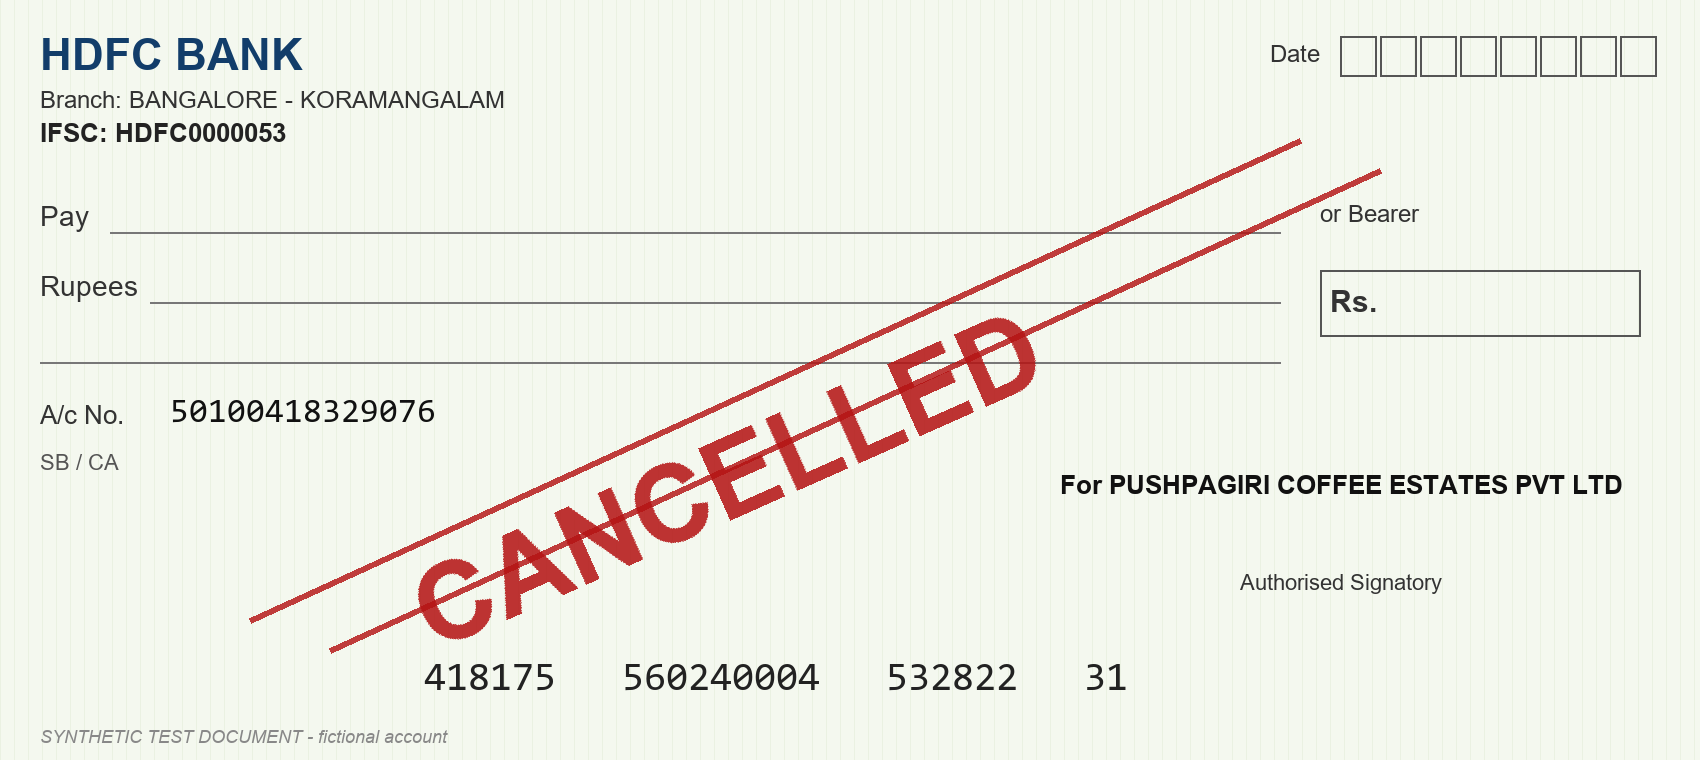 HDFC BANK
Date
Branch: BANGALORE - KORAMANGALAM
IFSC: HDFC0000053
Pay
or Bearer
Rupees
Rs.
A/c No. 50100418329076
SB / CA
CANCELLED
For PUSHPAGIRI COFFEE ESTATES PVT LTD
Authorised Signatory
418175 560240004 532822 31
SYNTHETIC TEST DOCUMENT - fictional account